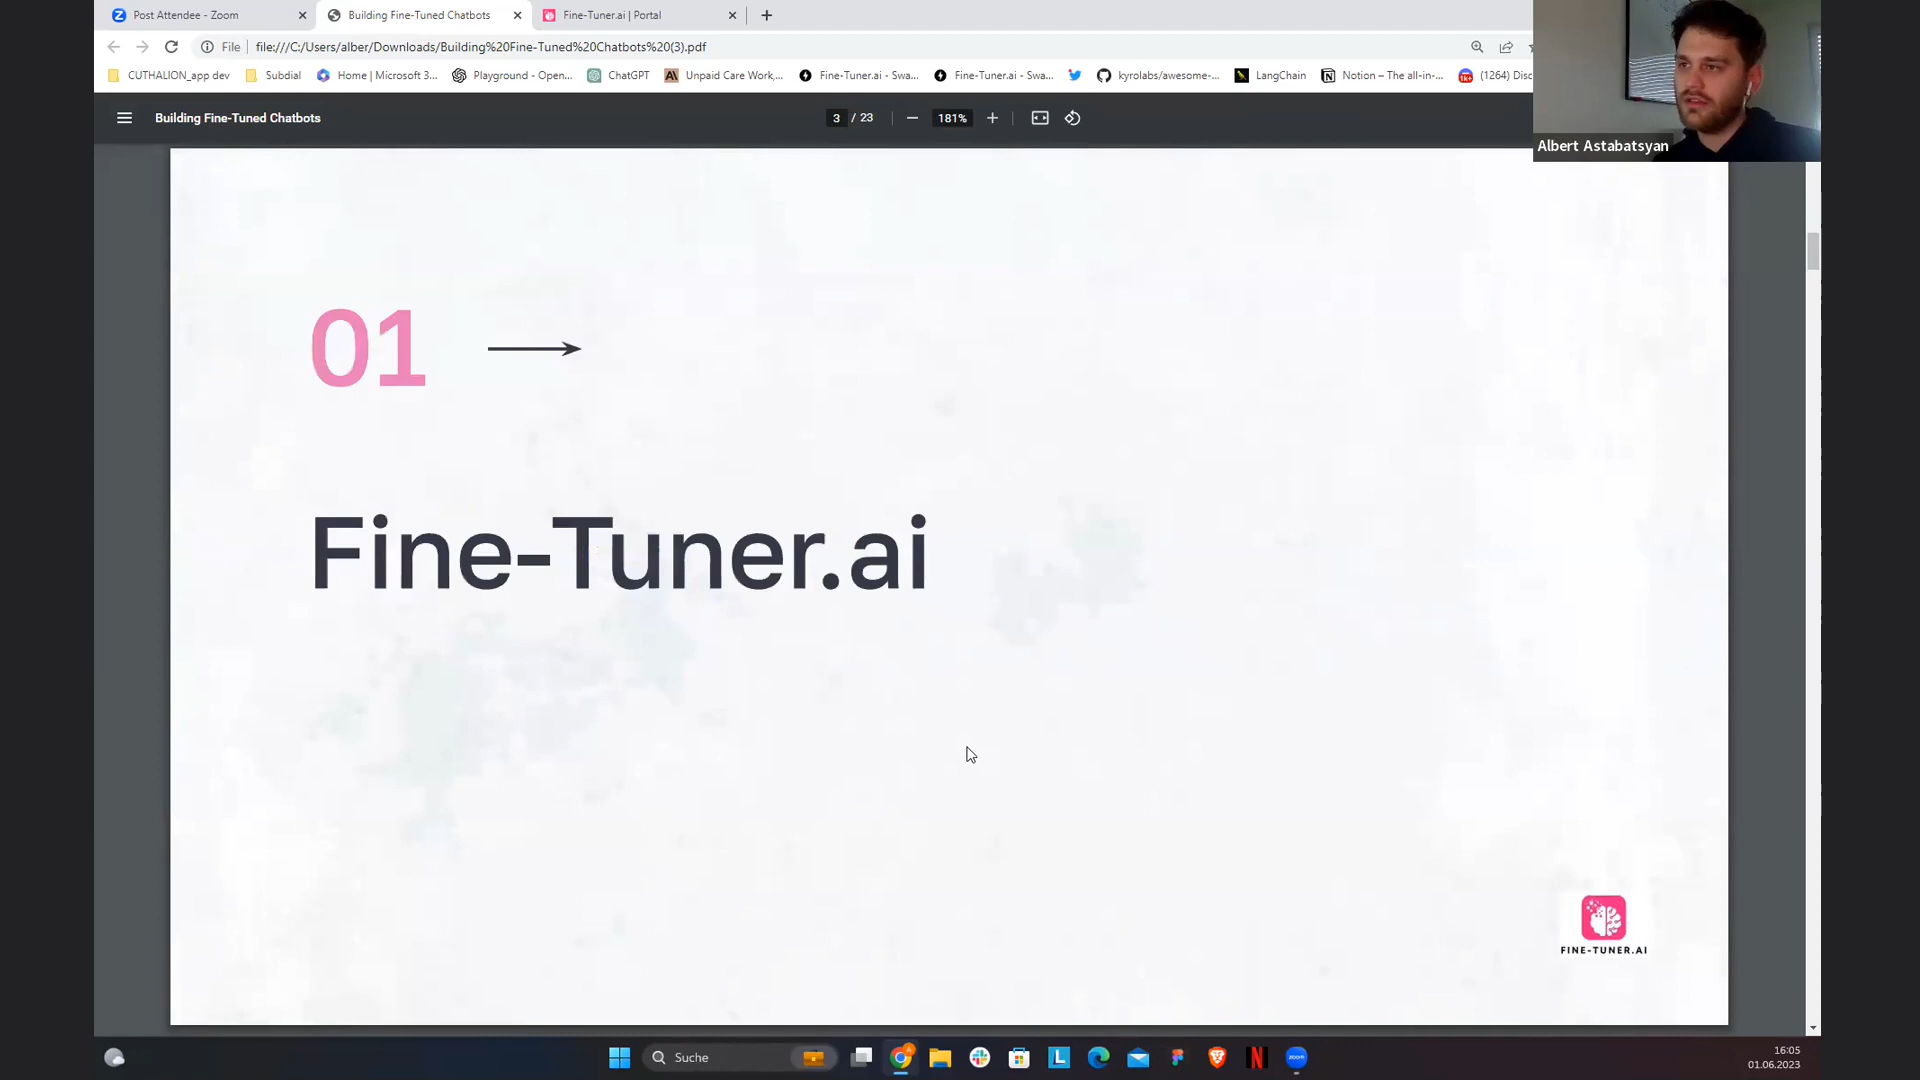 Post Attendee - Zoom
Building Fine-Tuned Chatbots
Fine-Tuner.ai | Portal
File
file:///C:/Users/alber/Downloads/Building%20Fine-Tuned%20Chatbots%20(3).pdf
CUTHALION_app dev
Subdial
Home | Microsoft 3...
Playground - Open...
ChatGPT
Unpaid Care Work,...
Fine-Tuner.ai - Swa...
Fine-Tuner.ai - Swa...
kyrolabs/awesome-...
LangChain
Notion – The all-in-...
(1264) Disc
Building Fine-Tuned Chatbots
3 / 23
181%
Albert Astabatsyan
01
Fine-Tuner.ai
FINE-TUNER.AI
Suche
zoom
16:05
01.06.2023